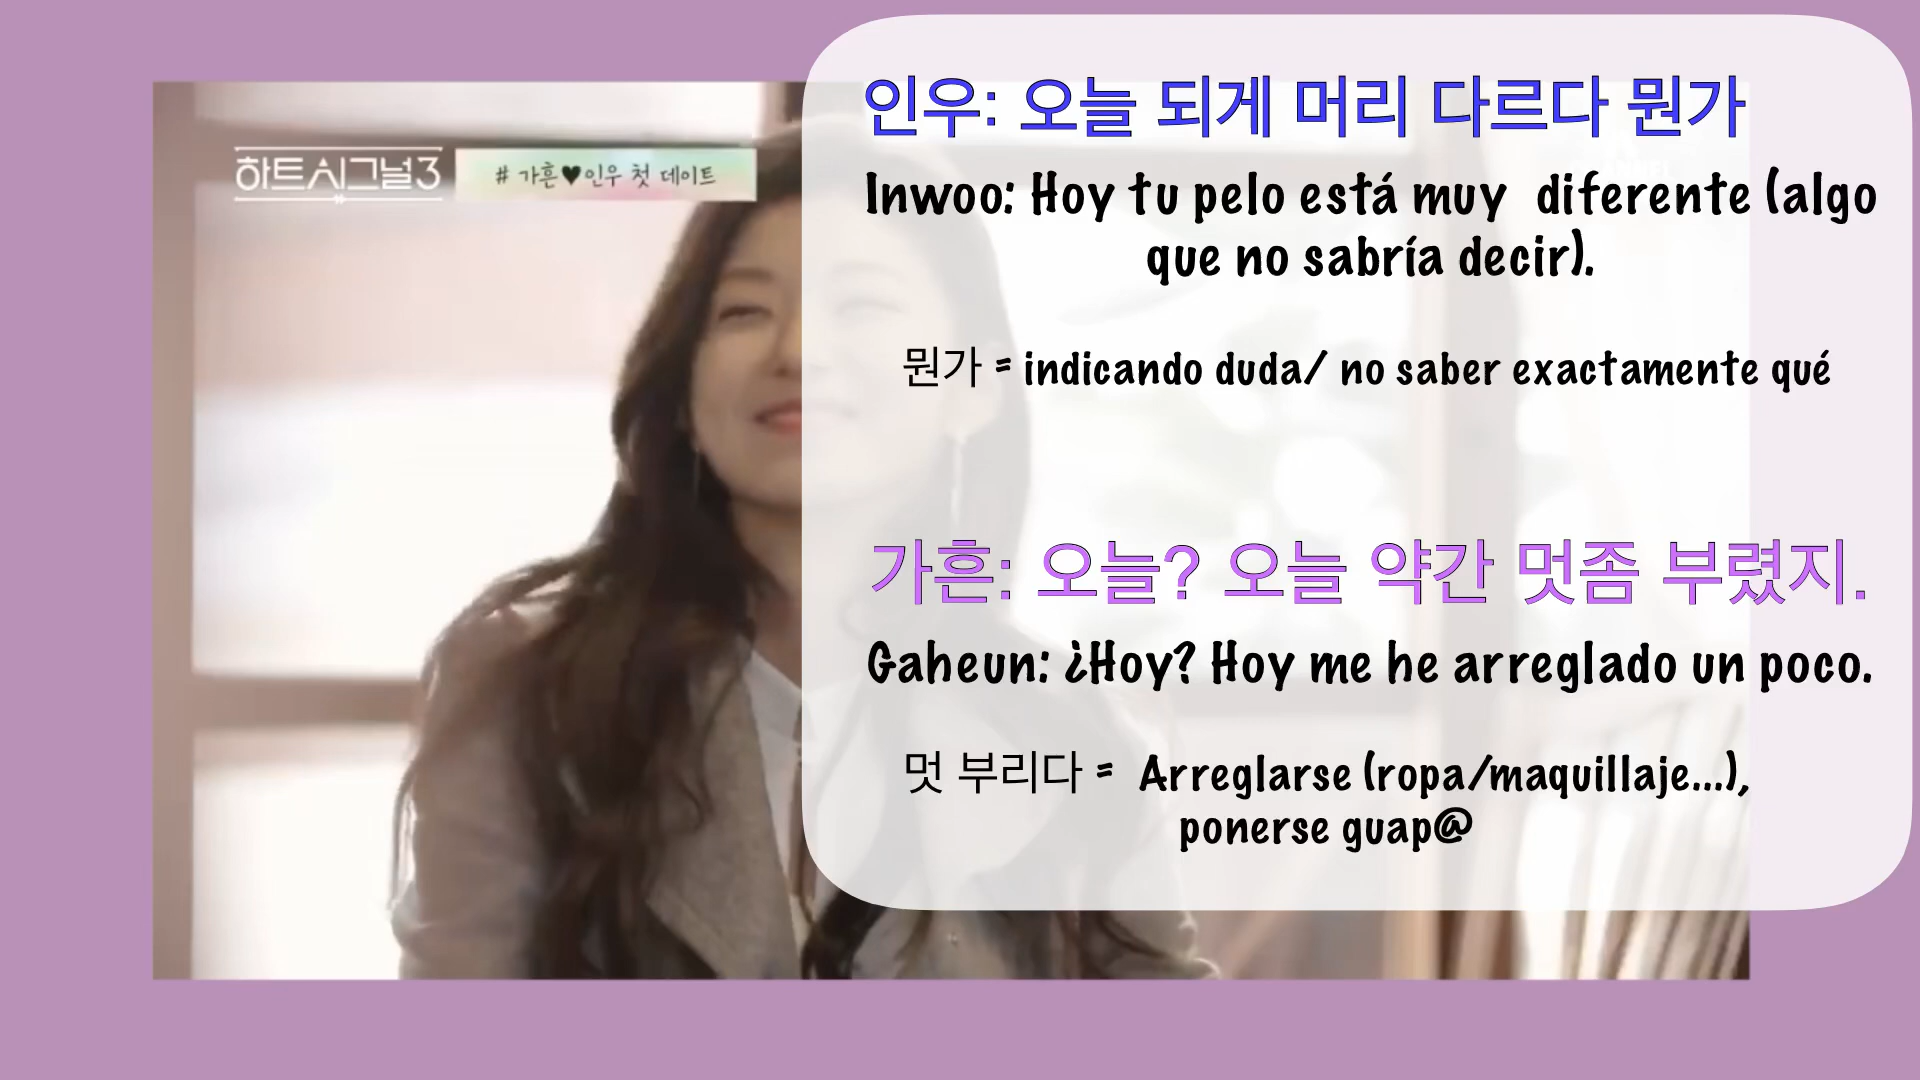 하트시그널3
# 가흔♥인우 첫 데이트
인우: 오늘 되게 머리 다르다 뭔가
Inwoo: Hoy tu pelo está muy diferente (algo
que no sabría decir).
뭔가 = indicando duda/ no saber exactamente qué
가흔: 오늘? 오늘 약간 멋좀 부렸지.
Gaheun: ¿Hoy? Hoy me he arreglado un poco.
멋 부리다 = Arreglarse (ropa/maquillaje...),
ponerse guap@